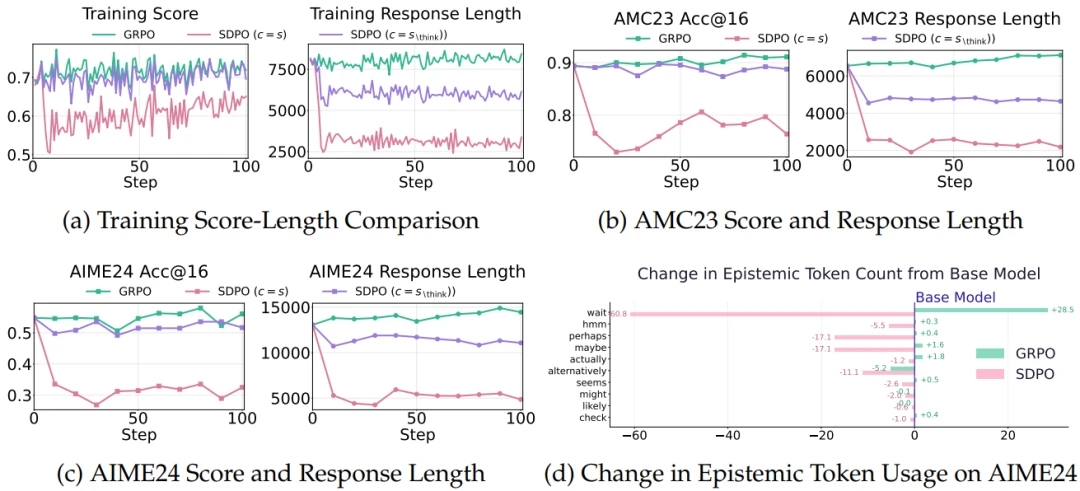 Training Score
Training Response Length
GRPO SDPO (c = s) SDPO (c = s\think))
0.7
0.6
0.5
0 50 100
Step
7500
5000
2500
0 50 100
Step
(a) Training Score-Length Comparison
AMC23 Acc@16
AMC23 Response Length
GRPO SDPO (c = s) SDPO (c = s\think))
0.9
0.8
0 50 100
Step
6000
4000
2000
0 50 100
Step
(b) AMC23 Score and Response Length
AIME24 Acc@16
AIME24 Response Length
GRPO SDPO (c = s) SDPO (c = s\think))
0.5
0.4
0.3
0 50 100
Step
15000
10000
5000
0 50 100
Step
(c) AIME24 Score and Response Length
Change in Epistemic Token Count from Base Model
Base Model
wait 60.8 +28.5
hmm -5.5 +0.3
perhaps -17.1 +0.4
maybe -17.1 +1.6
actually -1.2 +1.8
alternatively -11.1 -5.2
seems -2.6 +0.5
might -2.0 -0.1
likely -0.6 -0.0
check -1.0 +0.4
GRPO
SDPO
−60 −40 −20 0 20
(d) Change in Epistemic Token Usage on AIME24